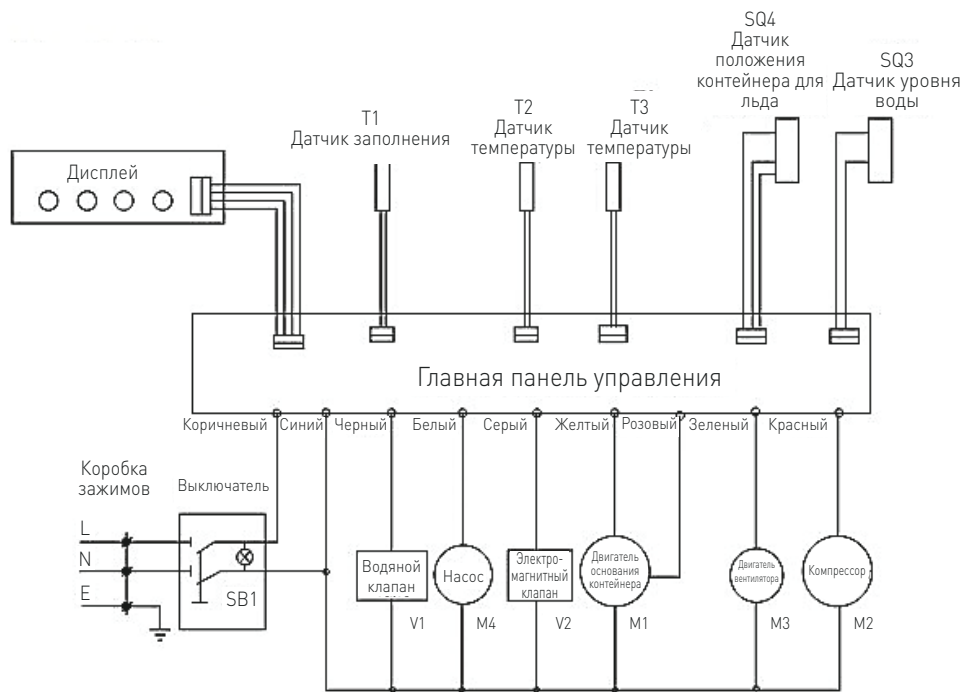 SQ4
Датчик
положения
контейнера для
льда
SQ3
Датчик уровня
воды
T1
Датчик заполнения
T2
Датчик
температуры
T3
Датчик
температуры
Дисплей
Главная панель управления
Коричневый
Синий
Черный
Белый
Серый
Желтый
Розовый
Зеленый
Красный
Коробка
зажимов
Выключатель
L
N
E
SB1
Водяной
клапан
V1
Насос
M4
Электро-
магнитный
клапан
V2
Двигатель
основания
контейнера
M1
Двигатель
вентилятора
M3
Компрессор
M2